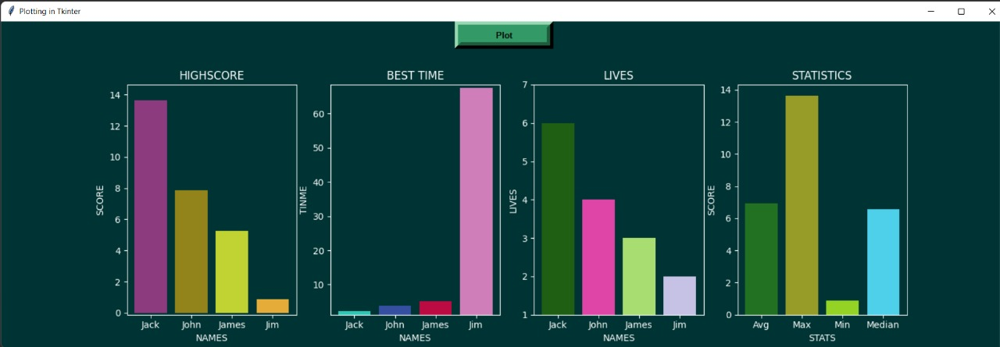 Plotting in Tkinter
Plot
HIGHSCORE
SCORE
14
12
10
8
6
4
2
0
Jack John James Jim
NAMES
BEST TIME
TINME
60
50
40
30
20
10
Jack John James Jim
NAMES
LIVES
LIVES
7
6
5
4
3
2
1
Jack John James Jim
NAMES
STATISTICS
SCORE
14
12
10
8
6
4
2
0
Avg Max Min Median
STATS